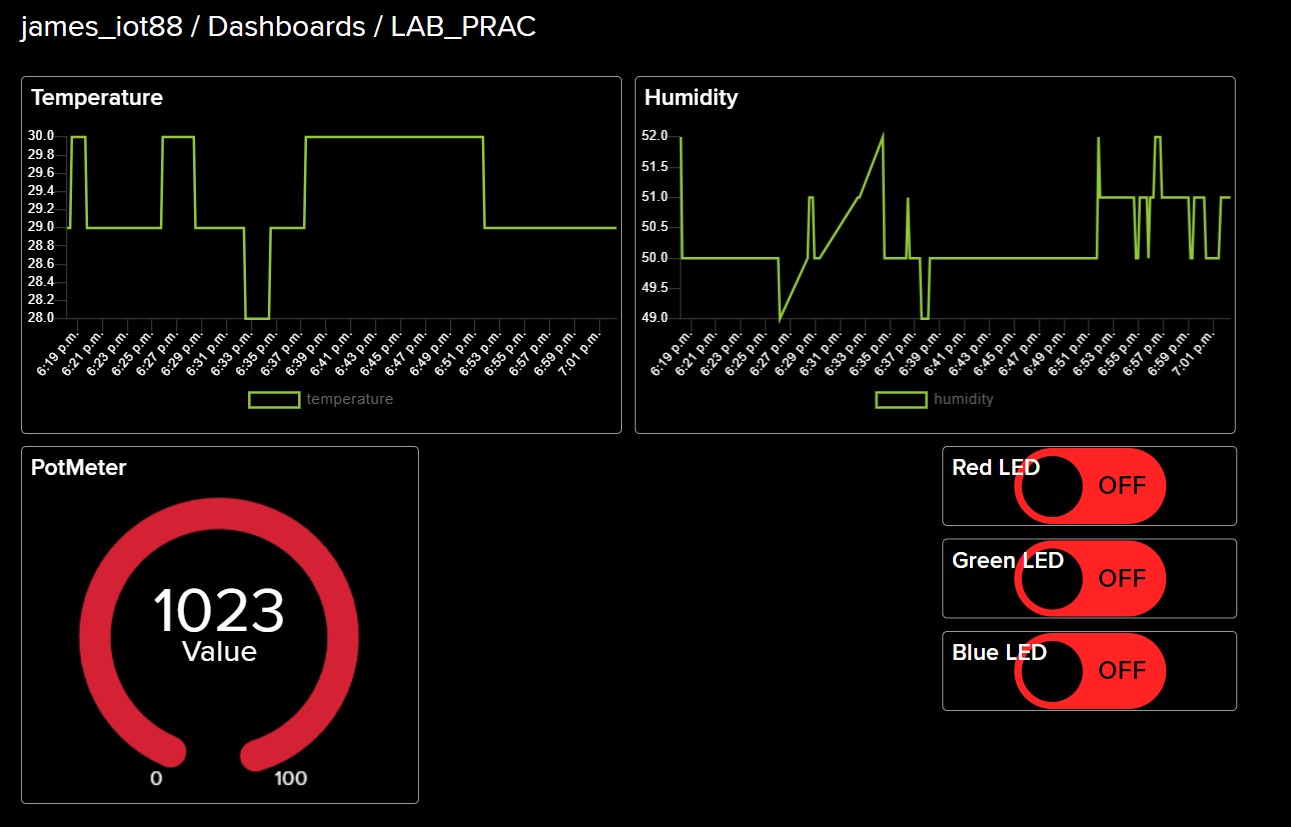 james_iot88 / Dashboards / LAB_PRAC
Temperature
30.0
29.8
29.6
29.4
29.2
29.0
28.8
28.6
28.4
28.2
28.0
6:19 p.m.
6:21 p.m.
6:23 p.m.
6:25 p.m.
6:27 p.m.
6:29 p.m.
6:31 p.m.
6:33 p.m.
6:35 p.m.
6:37 p.m.
6:39 p.m.
6:41 p.m.
6:43 p.m.
6:45 p.m.
6:47 p.m.
6:49 p.m.
6:51 p.m.
6:53 p.m.
6:55 p.m.
6:57 p.m.
6:59 p.m.
7:01 p.m.
temperature
Humidity
52.0
51.5
51.0
50.5
50.0
49.5
49.0
6:19 p.m.
6:21 p.m.
6:23 p.m.
6:25 p.m.
6:27 p.m.
6:29 p.m.
6:31 p.m.
6:33 p.m.
6:35 p.m.
6:37 p.m.
6:39 p.m.
6:41 p.m.
6:43 p.m.
6:45 p.m.
6:47 p.m.
6:49 p.m.
6:51 p.m.
6:53 p.m.
6:55 p.m.
6:57 p.m.
6:59 p.m.
7:01 p.m.
humidity
PotMeter
1023
Value
0 100
Red LED OFF
Green LED OFF
Blue LED OFF